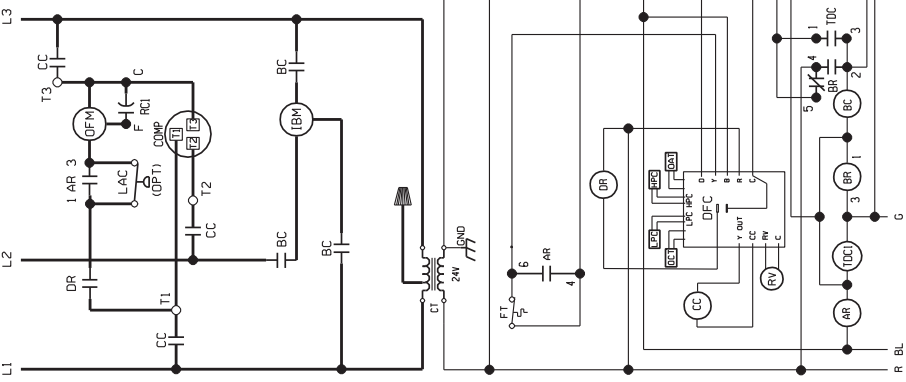 L3
CC
T3
OFM
C
RC1
F
COMP
T1
T2
T3
1 AR 3
LAC
(OPT)
T2
CC
BC
IBM
L2
DR
T1
CC
BC
BC
L1
CT
24V
GND
FT
6
AR
4
DR
HPC
OAT
LPC
OCT
LPC HPC
DFC
D
Y
B
R
C
Y OUT
CC
RV
C
CC
RV
1
TDC
3
4
BR
2
5
BC
BR
1
3
TDC1
AR
G
BL
R